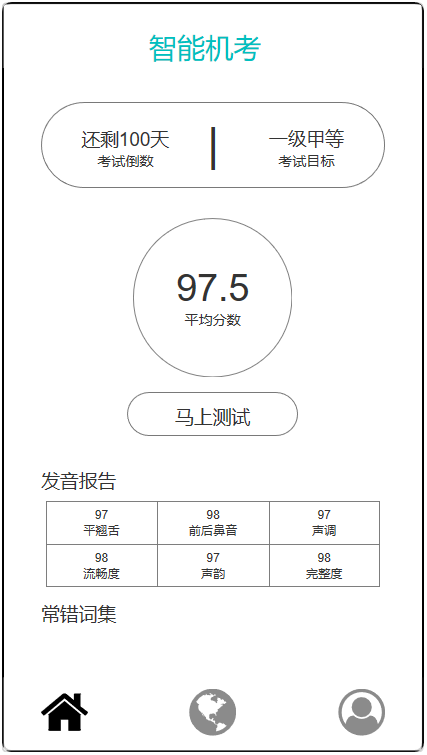 智能机考
还剩100天
一级甲等
考试倒数
考试目标
97.5
平均分数
马上测试
发音报告
97
98
97
平翘舌
前后鼻音
声调
98
97
98
流畅度
声韵
完整度
常错词集